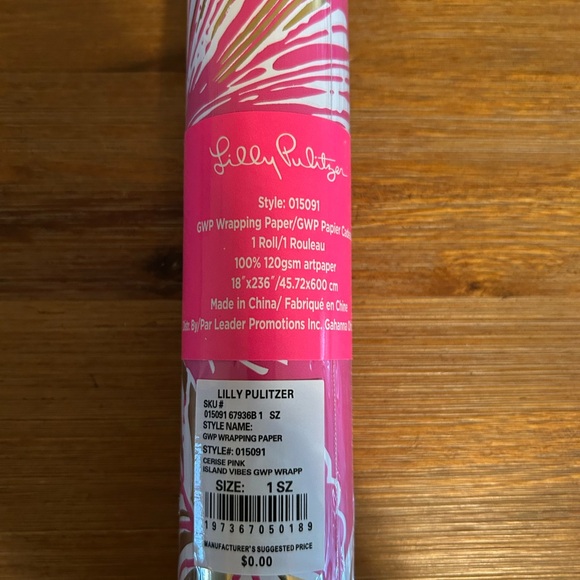 Lilly Pulitzer
Style: 015091
GWP Wrapping Paper/GWP Papier
1 Roll/1 Rouleau
100% 120gsm artpaper
18"x236"/45.72x600 cm
Made in China/ Fabriqué en Chine
By/Par Leader Promotions Inc. Gahanna
LILLY PULITZER
SKU #
015091 67936B 1 SZ
STYLE NAME:
GWP WRAPPING PAPER
STYLE#: 015091
CERISE PINK
ISLAND VIBES GWP WRAPP
SIZE: 1 SZ
197367050189
MANUFACTURER'S SUGGESTED PRICE
$0.00